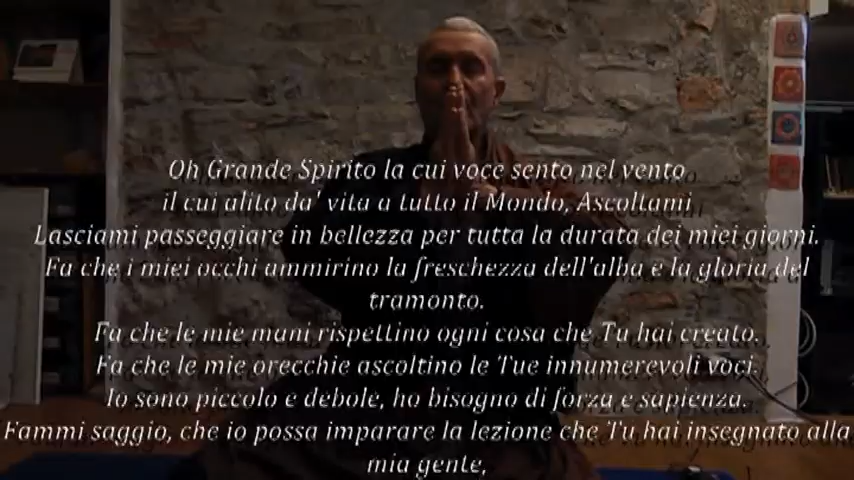 Oh Grande Spirito la cui voce sento nel vento
il cui alito da' vita a tutto il Mondo, Ascoltami
Lasciami passeggiare in bellezza per tutta la durata dei miei giorni.
Fa che i miei occhi ammirino la freschezza dell'alba e la gloria del
tramonto.
Fa che le mie mani rispettino ogni cosa che Tu hai creato.
Fa che le mie orecchie ascoltino le Tue innumerevoli voci.
Io sono piccolo e debole, ho bisogno di forza e sapienza.
Fammi saggio, che io possa imparare la lezione che Tu hai insegnato alla
mia gente,